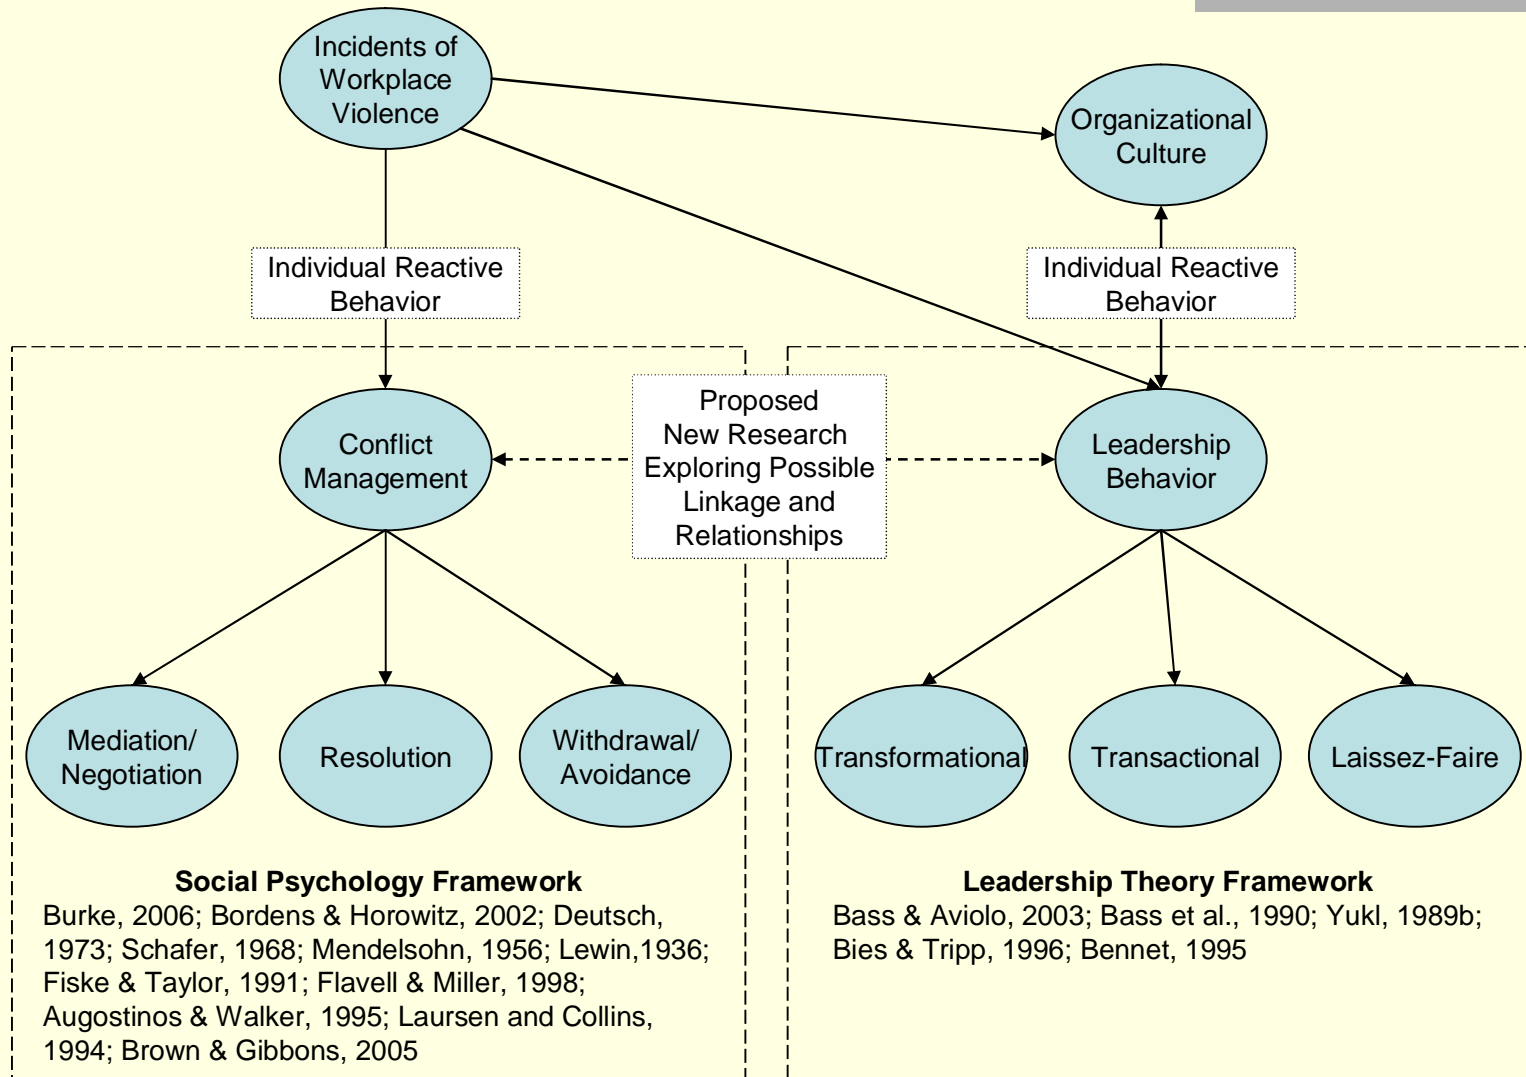 Incidents of
Workplace
Violence
Organizational
Culture
Individual Reactive
Behavior
Individual Reactive
Behavior
Conflict
Management
Proposed
New Research
Exploring Possible
Linkage and
Relationships
Leadership
Behavior
Mediation/
Negotiation
Resolution
Withdrawal/
Avoidance
Transformational
Transactional
Laissez-Faire
Social Psychology Framework
Burke, 2006; Bordens & Horowitz, 2002; Deutsch,
1973; Schafer, 1968; Mendelsohn, 1956; Lewin,1936;
Fiske & Taylor, 1991; Flavell & Miller, 1998;
Augostinos & Walker, 1995; Laursen and Collins,
1994; Brown & Gibbons, 2005
Leadership Theory Framework
Bass & Aviolo, 2003; Bass et al., 1990; Yukl, 1989b;
Bies & Tripp, 1996; Bennet, 1995